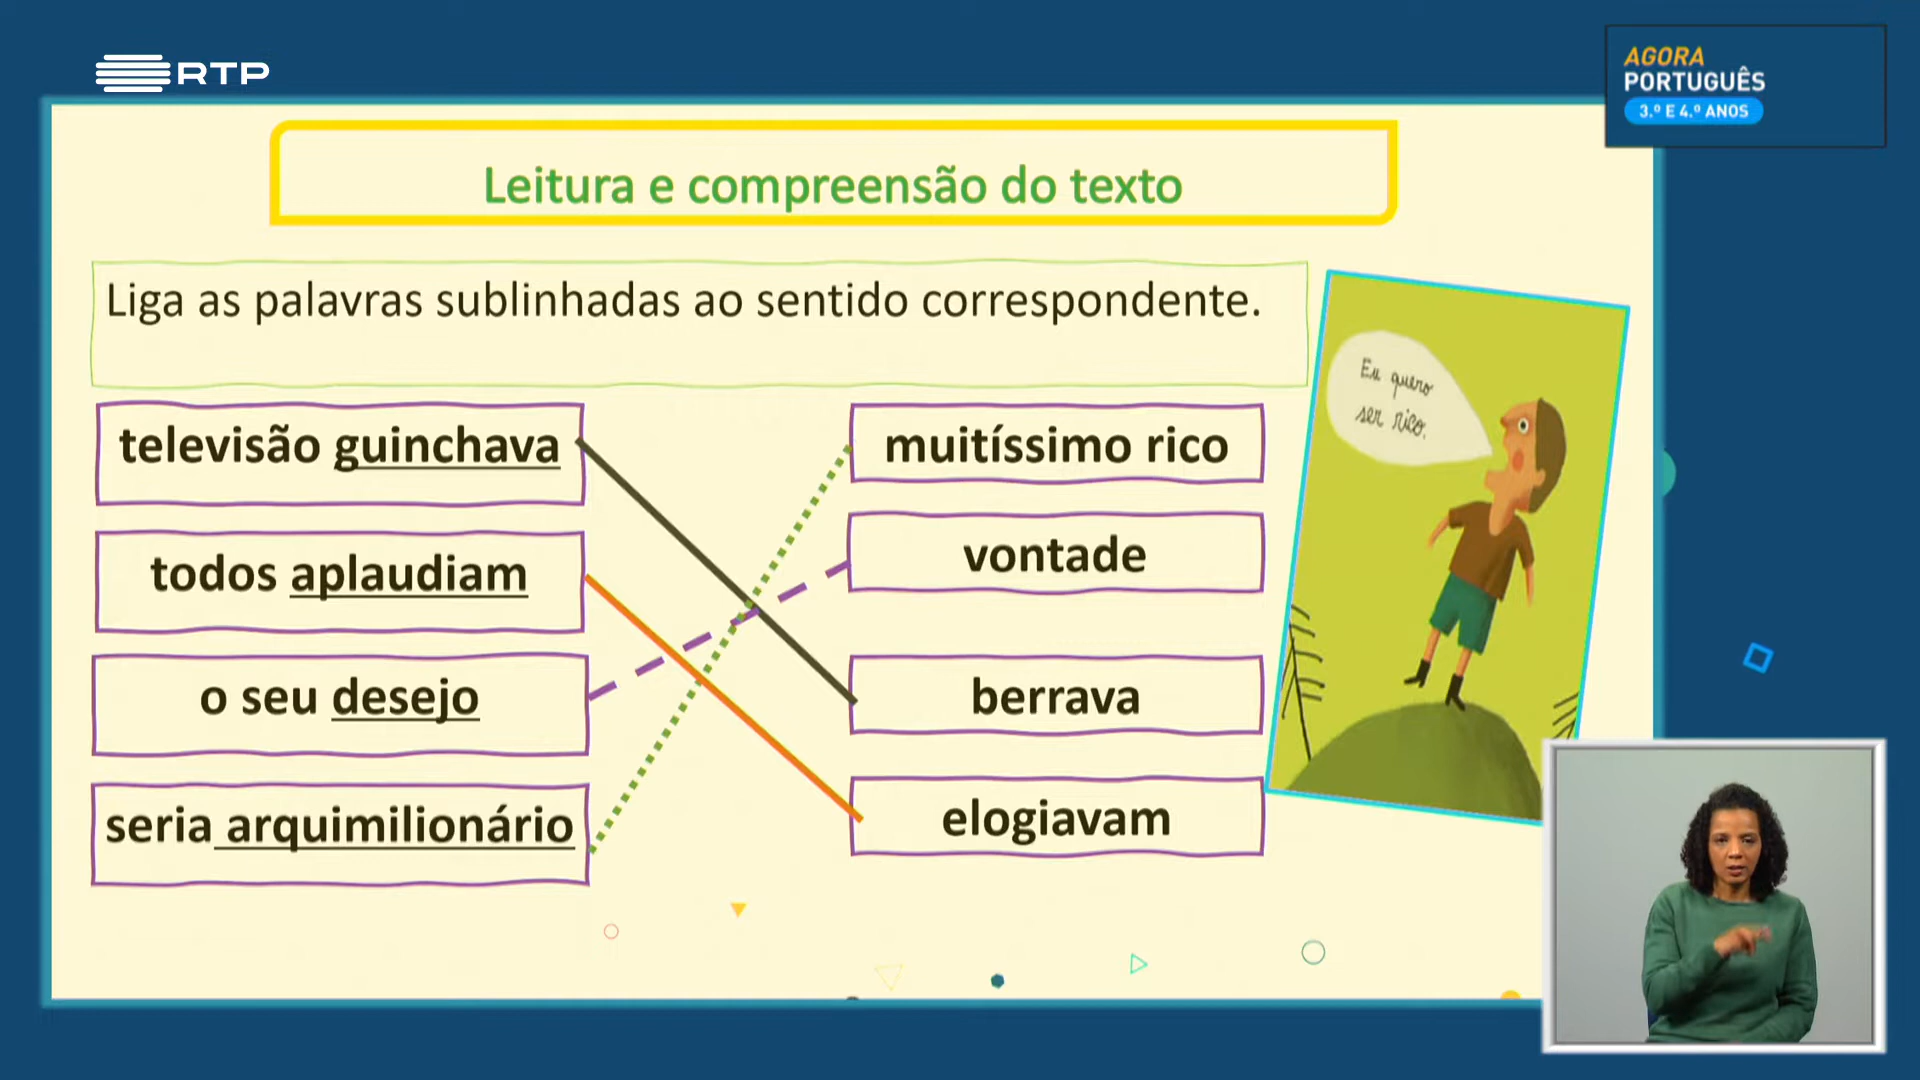 RTP
AGORA
PORTUGUÊS
3.º E 4.º ANOS
Leitura e compreensão do texto
Liga as palavras sublinhadas ao sentido correspondente.
televisão guinchava
todos aplaudiam
o seu desejo
seria arquimilionário
muitíssimo rico
vontade
berrava
elogiavam
Eu quero
ser rico.